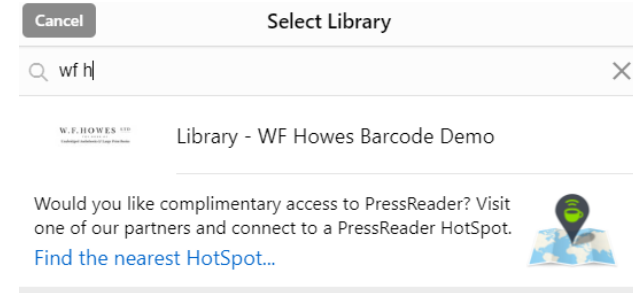 Cancel
Select Library
wf h
W.F.HOWES LTD
Library - WF Howes Barcode Demo
Would you like complimentary access to PressReader? Visit
one of our partners and connect to a PressReader HotSpot.
Find the nearest HotSpot...